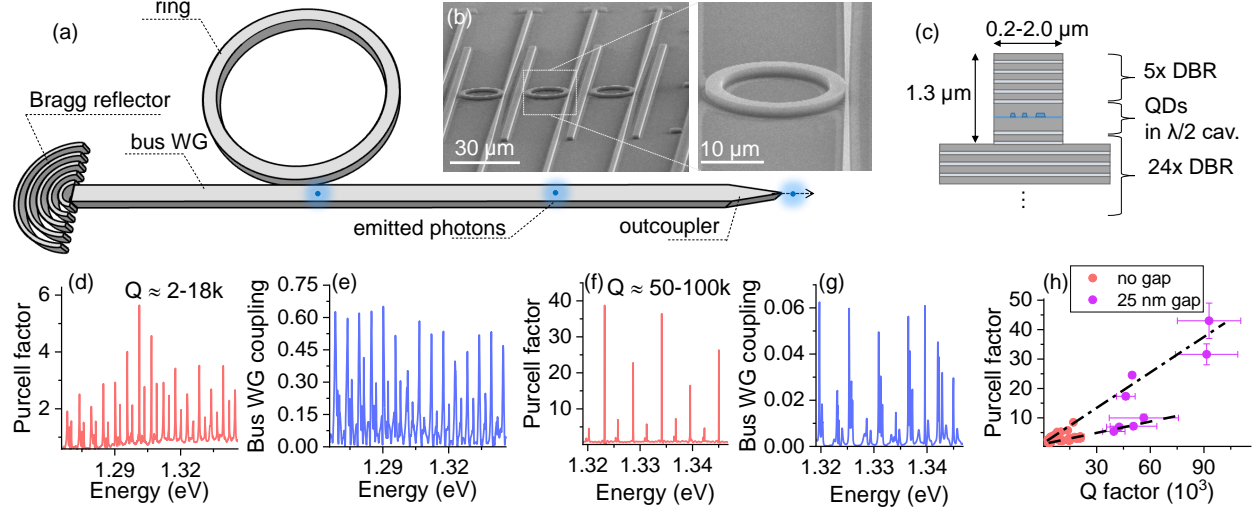 (a)
ring
Bragg reflector
bus WG
emitted photons
outcoupler
(b)
30 μm
10 μm
(c)
0.2-2.0 μm
1.3 μm
5x DBR
QDs
in λ/2 cav.
24x DBR
⋮
(d)
Q ≈ 2-18k
Purcell factor
6
4
2
1.29
1.32
Energy (eV)
(e)
Bus WG coupling
0.75
0.60
0.45
0.30
0.15
0.00
1.29
1.32
Energy (eV)
(f)
Q ≈ 50-100k
Purcell factor
40
30
20
10
1.32
1.33
1.34
Energy (eV)
(g)
Bus WG coupling
0.06
0.04
0.02
0.00
1.32
1.33
1.34
Energy (eV)
(h)
no gap
25 nm gap
Purcell factor
50
40
30
20
10
30
60
90
Q factor (10³)